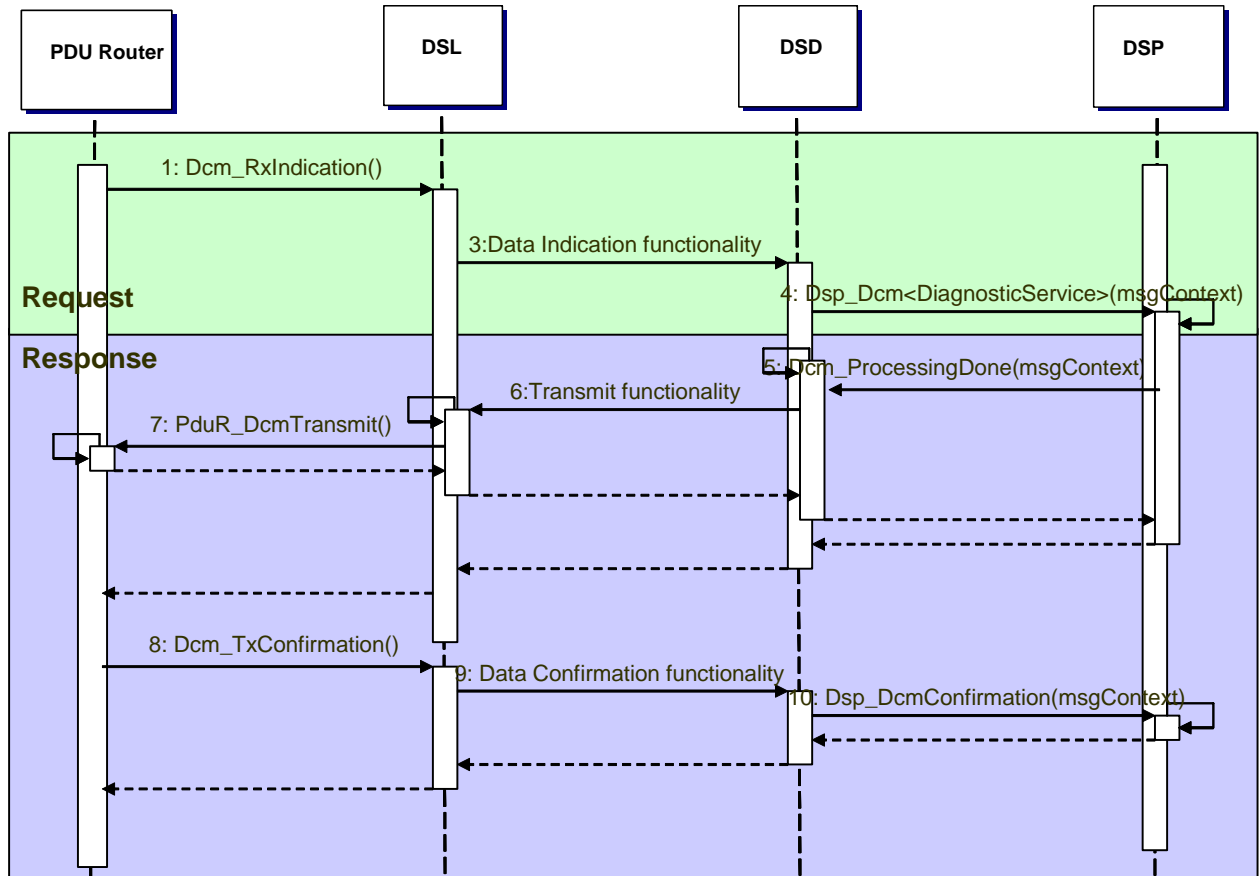 PDU Router
DSL
DSD
DSP
1: Dcm_RxIndication()
3:Data Indication functionality
4: Dsp_Dcm<DiagnosticService>(msgContext)
Request
Response
5: Dcm_ProcessingDone(msgContext)
6:Transmit functionality
7: PduR_DcmTransmit()
8: Dcm_TxConfirmation()
9: Data Confirmation functionality
10: Dsp_DcmConfirmation(msgContext)